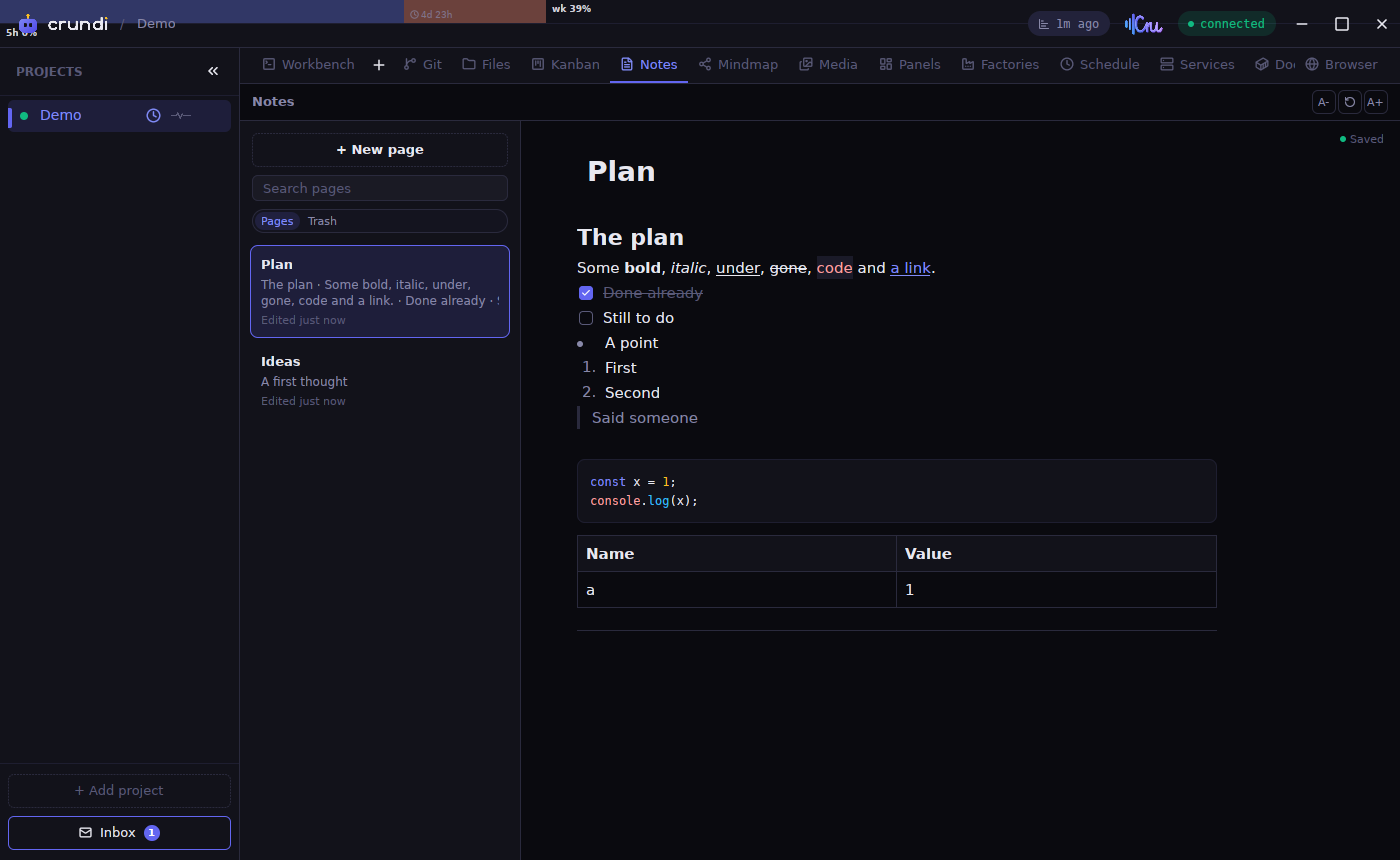 4d 23h
wk 39%
crundi / Demo
1m ago
Cru
connected
PROJECTS
Workbench
Git
Files
Kanban
Notes
Mindmap
Media
Panels
Factories
Schedule
Services
Browser
Notes
A-
A+
Demo
+ New page
Search pages
Pages
Trash
Plan
The plan · Some bold, italic, under,
gone, code and a link. · Done already ·
Edited just now
Ideas
A first thought
Edited just now
Saved
Plan
The plan
Some bold, italic, under, gone, code and a link.
Done already
Still to do
A point
1. First
2. Second
Said someone
const x = 1;
console.log(x);
Name Value
a 1
+ Add project
Inbox 1